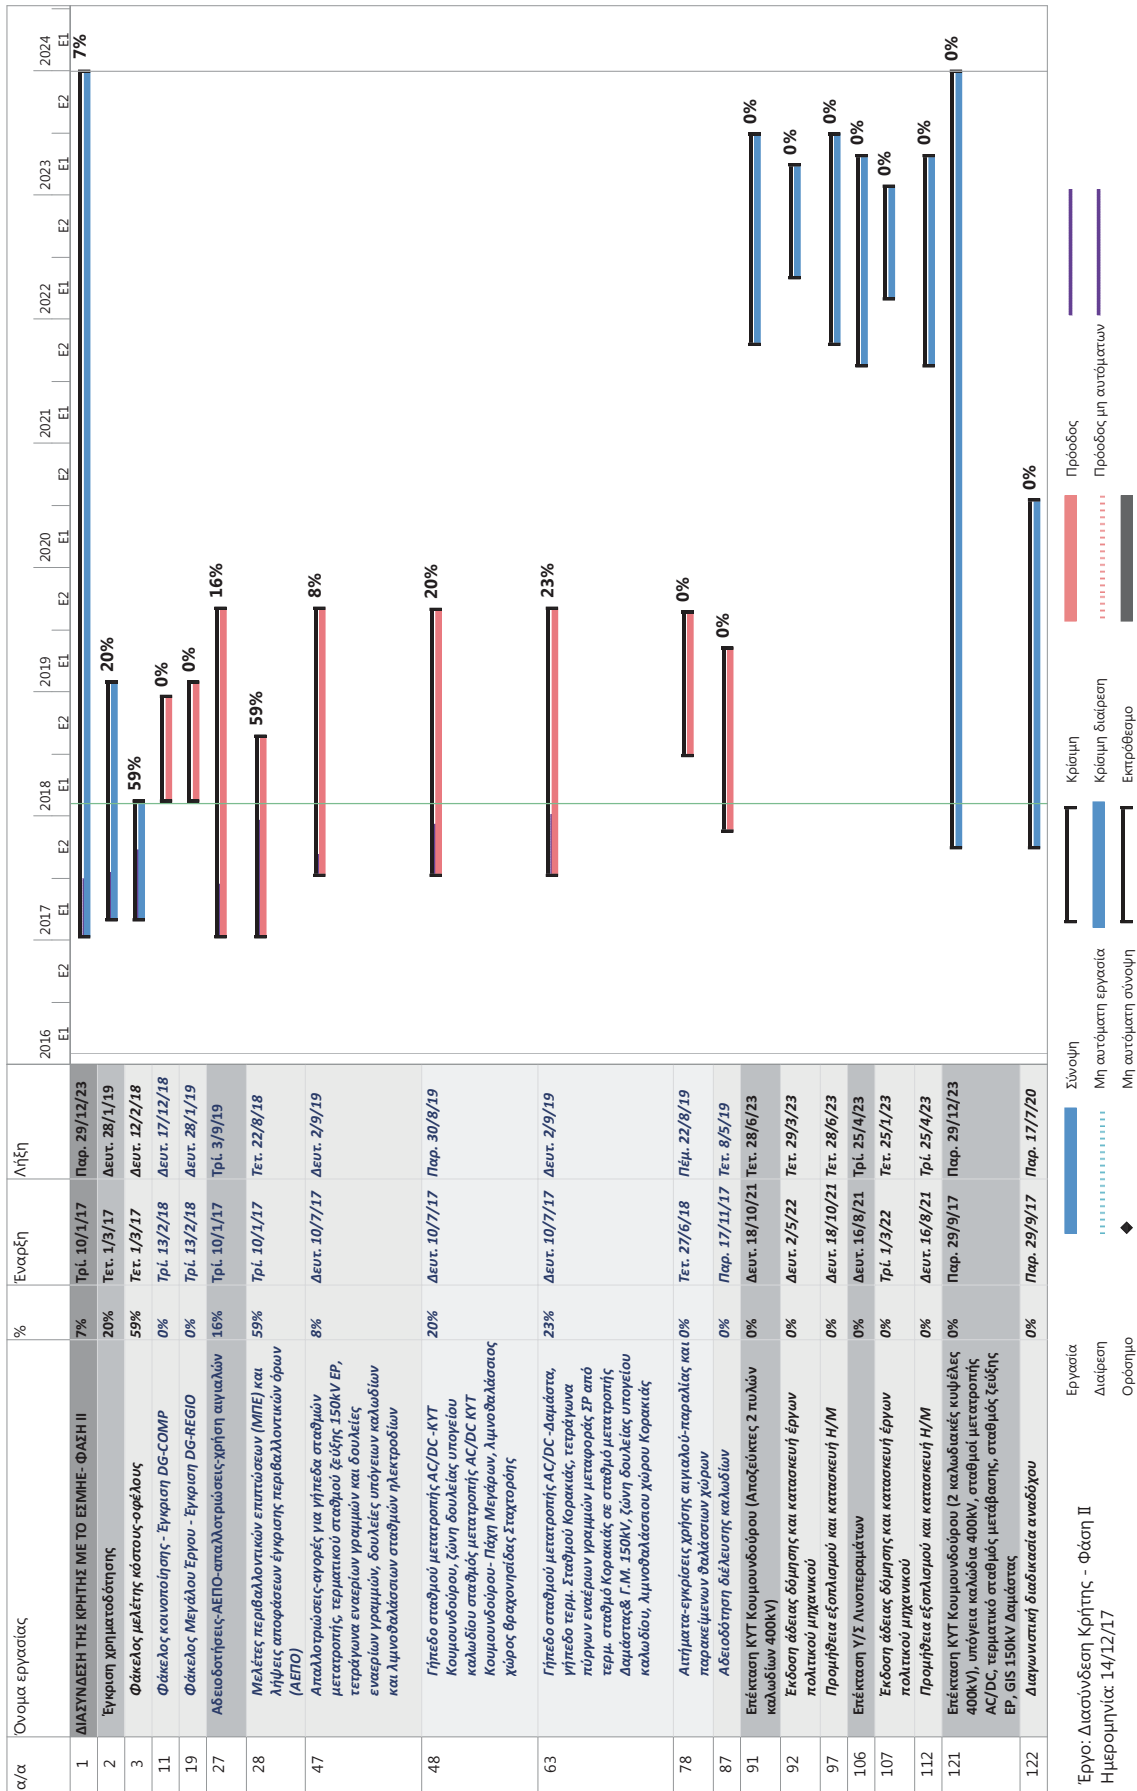 α/α Όνομα εργασίας % Έναρξη Λήξη 2016 2017 2018 2019 2020 2021 2022 2023 2024
E1 E2 E1 E2 E1 E2 E1 E2 E1 E2 E1 E2 E1 E2 E1 E2 E1
1 ΔΙΑΣΥΝΔΕΣΗ ΤΗΣ ΚΡΗΤΗΣ ΜΕ ΤΟ ΕΣΜΗΕ- ΦΑΣΗ ΙΙ 7% Τρί. 10/1/17 Παρ. 29/12/23 7%
2 Έγκριση χρηματοδότησης 20% Τετ. 1/3/17 Δευτ. 28/1/19 20%
3 Φάκελος μελέτης κόστους-οφέλους 59% Τετ. 1/3/17 Δευτ. 12/2/18 59%
11 Φάκελος κοινοποίησης - Έγκριση DG-COMP 0% Τρί. 13/2/18 Δευτ. 17/12/18 0%
19 Φάκελος Μεγάλου Έργου - Έγκριση DG-REGIO 0% Τρί. 13/2/18 Δευτ. 28/1/19 0%
27 Αδειοδοτήσεις-ΑΕΠΟ-απαλλοτριώσεις-χρήση αιγιαλών 16% Τρί. 10/1/17 Τρί. 3/9/19 16%
28 Μελέτες περιβαλλοντικών επιπτώσεων (ΜΠΕ) και 59% Τρί. 10/1/17 Τετ. 22/8/18 59%
λήψεις αποφάσεων έγκρισης περιβαλλοντικών όρων
(ΑΕΠΟ)
47 Απαλλοτριώσεις-αγορές για γήπεδα σταθμών 8% Δευτ. 10/7/17 Δευτ. 2/9/19 8%
μετατροπής, τερματικού σταθμού ζεύξης 150kV ΕΡ,
τετράγωνα εναερίων γραμμών και δουλείες
εναερίων γραμμών, δουλείες υπόγειων καλωδίων
και λιμνοθαλάσσιων σταθμών ηλεκτροδίων
48 Γήπεδο σταθμού μετατροπής AC/DC -ΚΥΤ 20% Δευτ. 10/7/17 Παρ. 30/8/19 20%
Κουμουνδούρου, ζώνη δουλείας υπογείου
καλωδίου σταθμός μετατροπής AC/DC ΚΥΤ
Κουμουνδούρου- Πάχη Μεγάρων, λιμνοθαλάσσιος
χώρος βραχονησίδας Σταχτορόης
63 Γήπεδο σταθμού μετατροπής AC/DC -Δαμάστα, 23% Δευτ. 10/7/17 Δευτ. 2/9/19 23%
γήπεδο τερμ. Σταθμού Κορακιάς, τετράγωνα
πύργων εναέριων γραμμών μεταφοράς ΣΡ από
τερμ. σταθμό Κορακιάς σε σταθμό μετατροπής
Δαμάστας& Γ.Μ. 150kV, ζώνη δουλείας υπογείου
καλωδίου, λιμνοθαλάσσιου χώρου Κορακιάς
78 Αιτήματα-εγκρίσεις χρήσης αιγιαλού-παραλίας και 0% Τετ. 27/6/18 Πέμ. 22/8/19 0%
παρακείμενων θαλάσσιων χώρων
87 Αδειοδότηση διέλευσης καλωδίων 0% Παρ. 17/11/17 Τετ. 8/5/19 0%
91 Επέκταση ΚΥΤ Κουμουνδούρου (Αποζεύκτες 2 πυλών 0% Δευτ. 18/10/21 Τετ. 28/6/23 0%
καλωδίων 400kV)
92 Έκδοση άδειας δόμησης και κατασκευή έργων 0% Δευτ. 2/5/22 Τετ. 29/3/23 0%
πολιτικού μηχανικού
97 Προμήθεια εξοπλισμού και κατασκευή Η/Μ 0% Δευτ. 18/10/21 Τετ. 28/6/23 0%
106 Επέκταση Υ/Σ Λινοπεραμάτων 0% Δευτ. 16/8/21 Τρί. 25/4/23 0%
107 Έκδοση άδειας δόμησης και κατασκευή έργων 0% Τρί. 1/3/22 Τετ. 25/1/23 0%
πολιτικού μηχανικού
112 Προμήθεια εξοπλισμού και κατασκευή Η/Μ 0% Δευτ. 16/8/21 Τρί. 25/4/23 0%
121 Επέκταση ΚΥΤ Κουμουνδούρου (2 καλωδιακές κυψέλες 0% Παρ. 29/9/17 Παρ. 29/12/23 0%
400kV), υπόγεια καλώδια 400kV, σταθμοί μετατροπής
AC/DC, τερματικό σταθμός μετάβασης, σταθμός ζεύξης
ΕΡ, GIS 150kV Δαμάστας
122 Διαγωνιστική διαδικασία αναδόχου 0% Παρ. 29/9/17 Παρ. 17/7/20 0%
Έργο: Διασύνδεση Κρήτης - Φάση ΙΙ
Ημερομηνία: 14/12/17
Εργασία Σύνοψη Κρίσιμη Πρόοδος
Διαίρεση Μη αυτόματη εργασία Κρίσιμη διαίρεση Πρόοδος μη αυτόματων
Ορόσημο Μη αυτόματη σύνοψη Εκπρόθεσμο